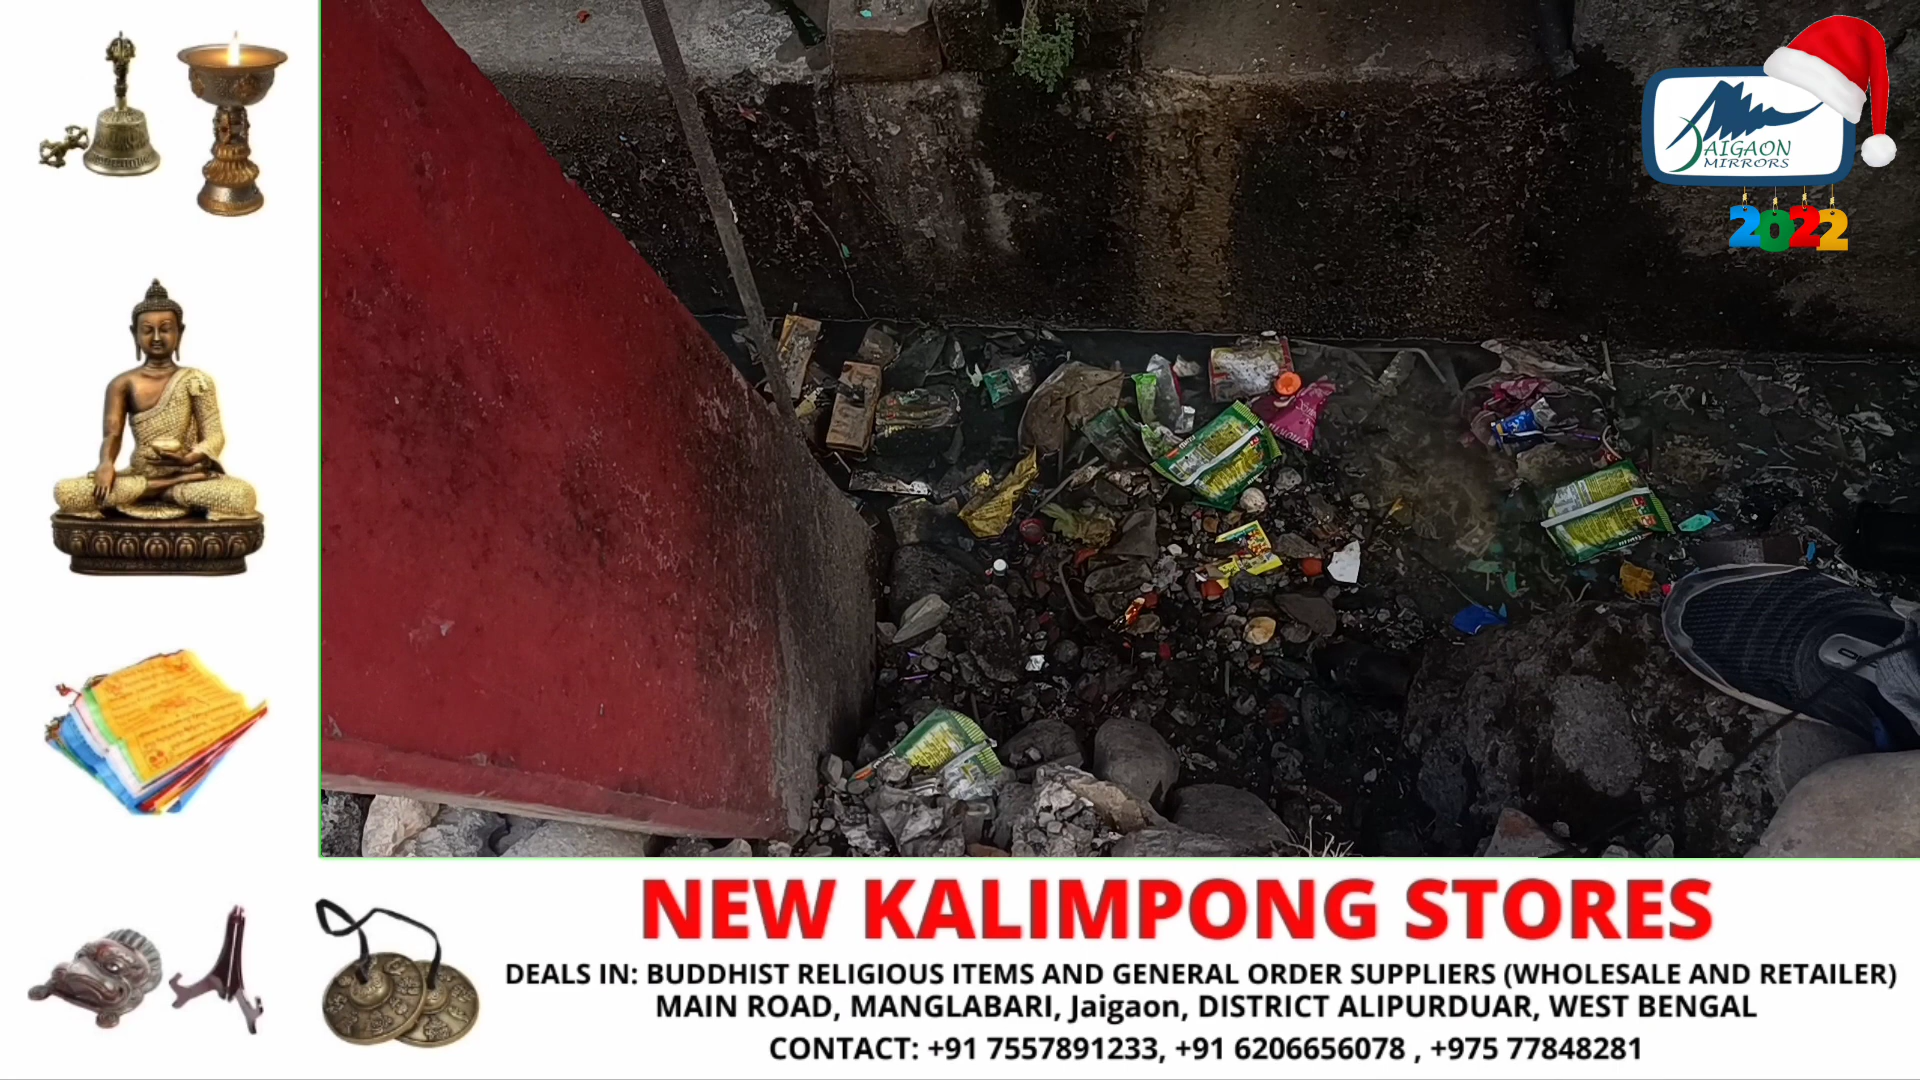 JAIGAON
MIRRORS
2022
NEW KALIMPONG STORES
DEALS IN: BUDDHIST RELIGIOUS ITEMS AND GENERAL ORDER SUPPLIERS (WHOLESALE AND RETAILER)
MAIN ROAD, MANGLABARI, Jaigaon, DISTRICT ALIPURDUAR, WEST BENGAL
CONTACT: +91 7557891233, +91 6206656078 , +975 77848281